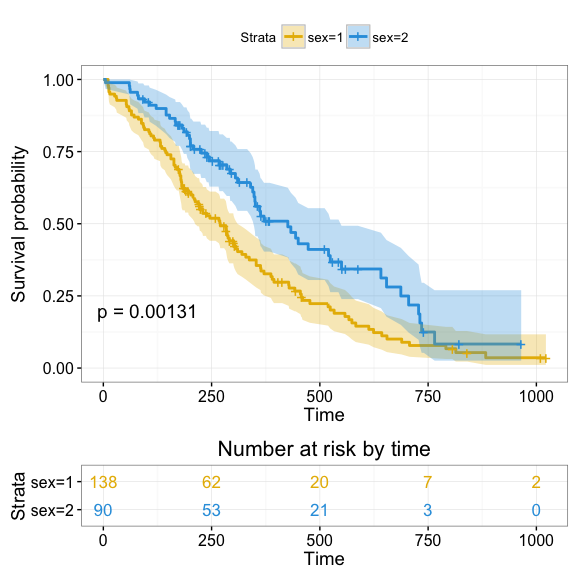 Strata sex=1 sex=2
1.00
0.75
0.50
0.25
0.00
Survival probability
p = 0.00131
0 250 500 750 1000
Time
Number at risk by time
Strata
sex=1 138 62 20 7 2
sex=2 90 53 21 3 0
0 250 500 750 1000
Time